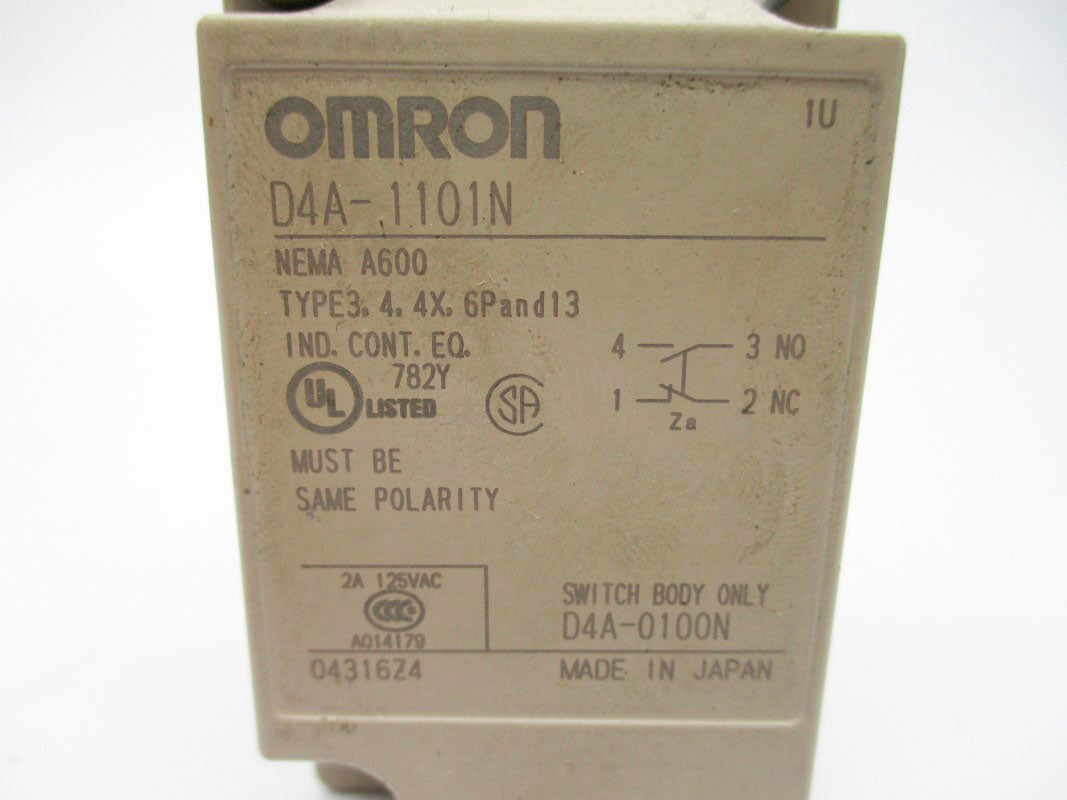 OMRON
1U
D4A-1101N
NEMA A600
TYPE3. 4. 4X. 6Pand13
IND. CONT. EQ.
782Y
UL LISTED
SA
4 3 NO
1 2 NC
Za
MUST BE
SAME POLARITY
2A 125VAC
CCC
A014179
SWITCH BODY ONLY
D4A-0100N
04316Z4
MADE IN JAPAN